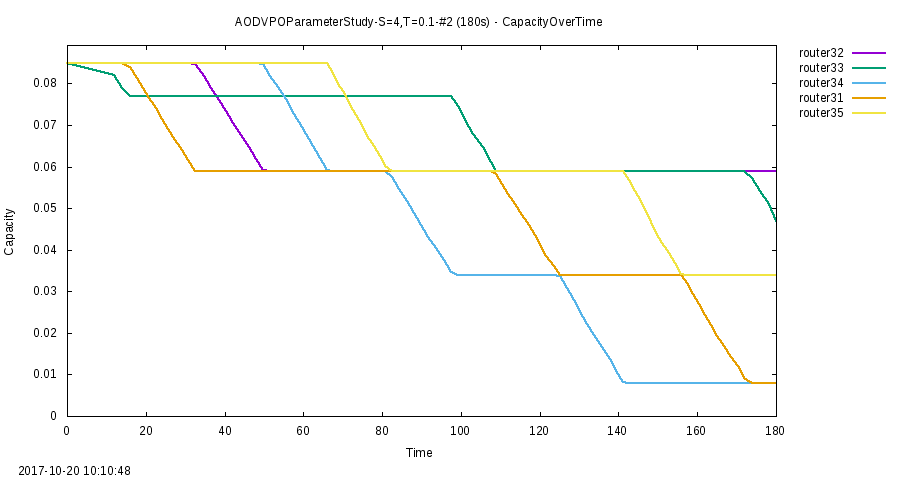 AODVPOParameterStudy-S=4,T=0.1-#2 (180s) - CapacityOverTime
router32
router33
router34
router31
router35
0.08
0.07
0.06
0.05
0.04
0.03
0.02
0.01
0
Capacity
0 20 40 60 80 100 120 140 160 180
Time
2017-10-20 10:10:48